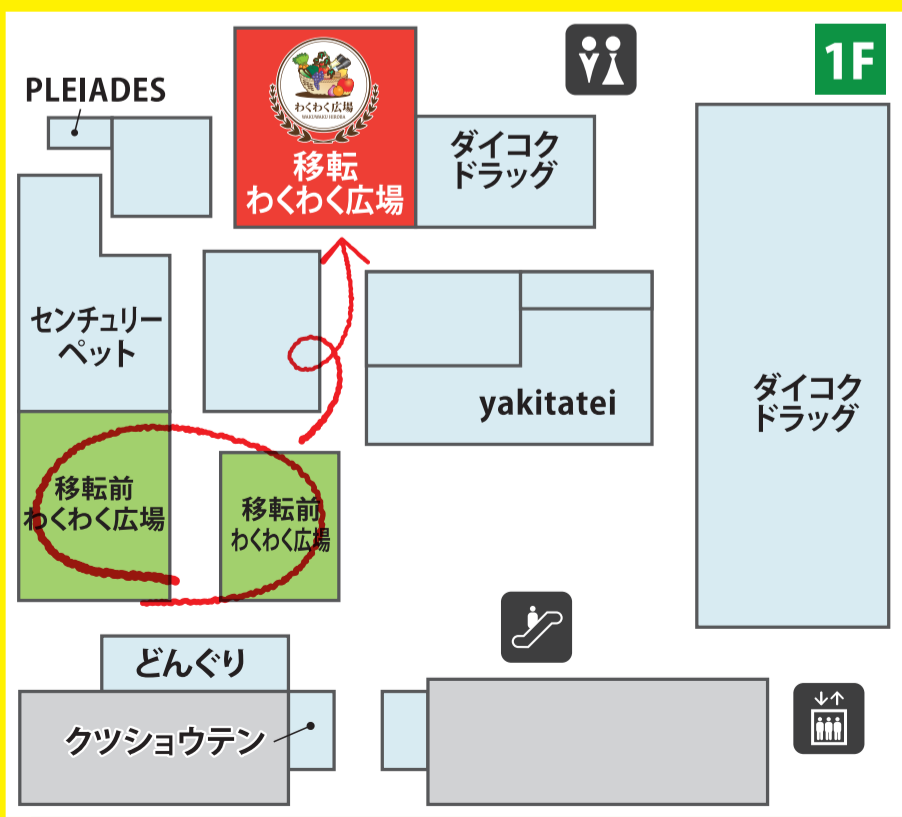 1F
PLEIADES
わくわく広場
WAKUWAKU HIROBA
移転
わくわく広場
ダイコク
ドラッグ
センチュリー
ペット
yakitatei
ダイコク
ドラッグ
移転前
わくわく広場
移転前
わくわく広場
どんぐり
クツショウテン